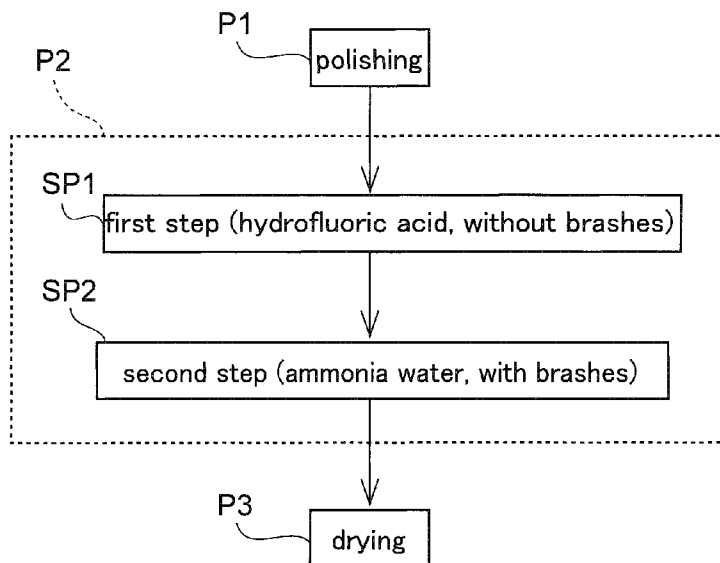 P1
polishing
P2
SP1
first step (hydrofluoric acid, without brashes)
SP2
second step (ammonia water, with brashes)
P3
drying